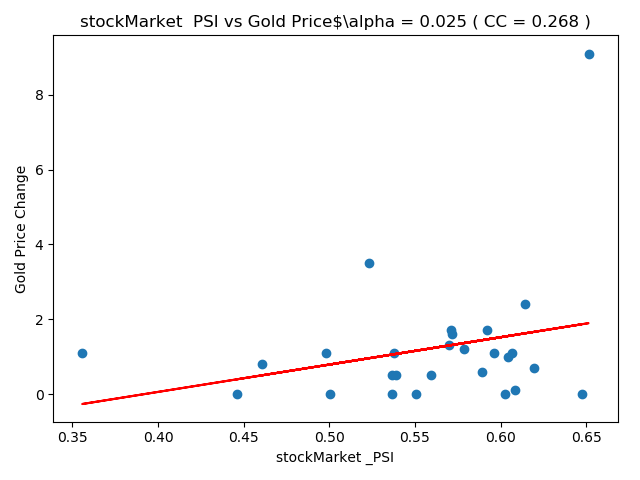 stockMarket  PSI vs Gold Price$\alpha = 0.025 ( CC = 0.268 )
8
6
4
2
0
Gold Price Change
0.35 0.40 0.45 0.50 0.55 0.60 0.65
stockMarket _PSI